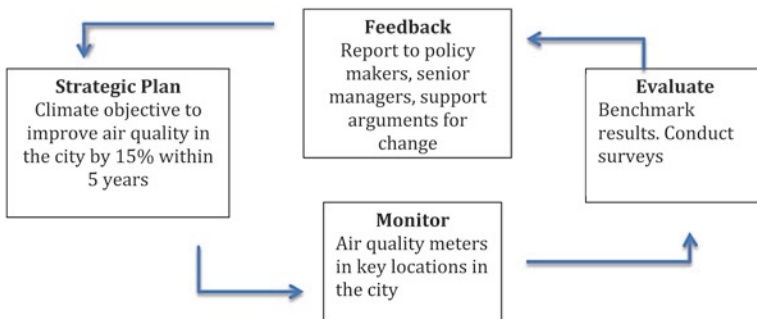 Feedback
Report to policy
makers, senior
managers, support
arguments for
change
Strategic Plan
Climate objective to
improve air quality in
the city by 15% within
5 years
Evaluate
Benchmark
results. Conduct
surveys
Monitor
Air quality meters
in key locations in
the city